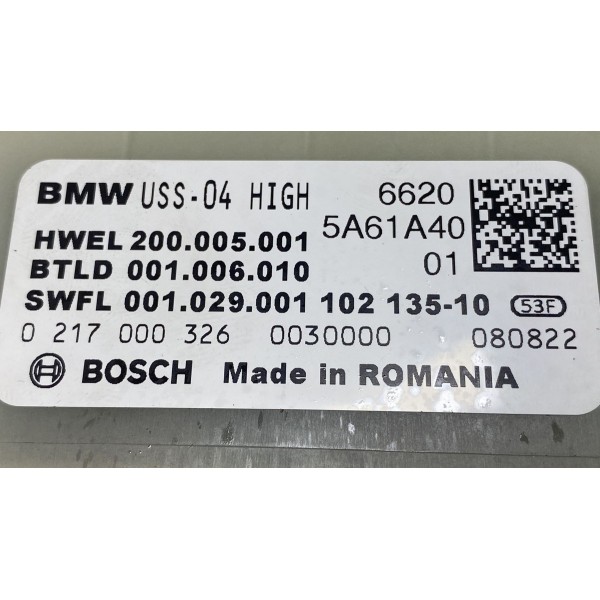 BMW USS-04 HIGH 6620
5A61A40
HWEL 200.005.001
BTLD 001.006.010 01
SWFL 001.029.001 102 135-10 53F
0 217 000 326 0030000 080822
BOSCH Made in ROMANIA